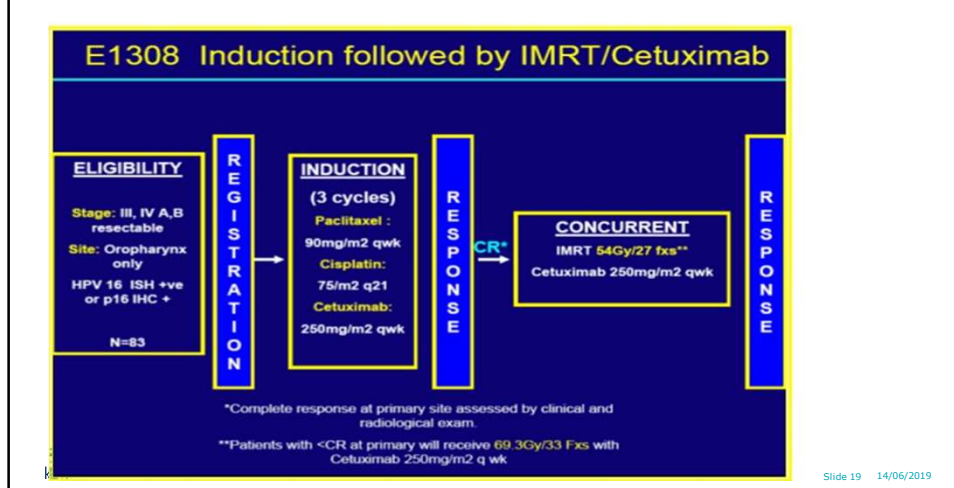 E1308 Induction followed by IMRT/Cetuximab
ELIGIBILITY
Stage: III, IV A,B
resectable
Site: Oropharynx
only
HPV 16 ISH +ve
or p16 IHC +
N=83
REGISTRATION
INDUCTION
(3 cycles)
Paclitaxel :
90mg/m2 qwk
Cisplatin:
75/m2 q21
Cetuximab:
250mg/m2 qwk
RESPONSE
CR*
CONCURRENT
IMRT 54Gy/27 fxs**
Cetuximab 250mg/m2 qwk
RESPONSE
*Complete response at primary site assessed by clinical and
radiological exam.
**Patients with <CR at primary will receive 69.3Gy/33 Fxs with
Cetuximab 250mg/m2 q wk
Slide 19 14/06/2019